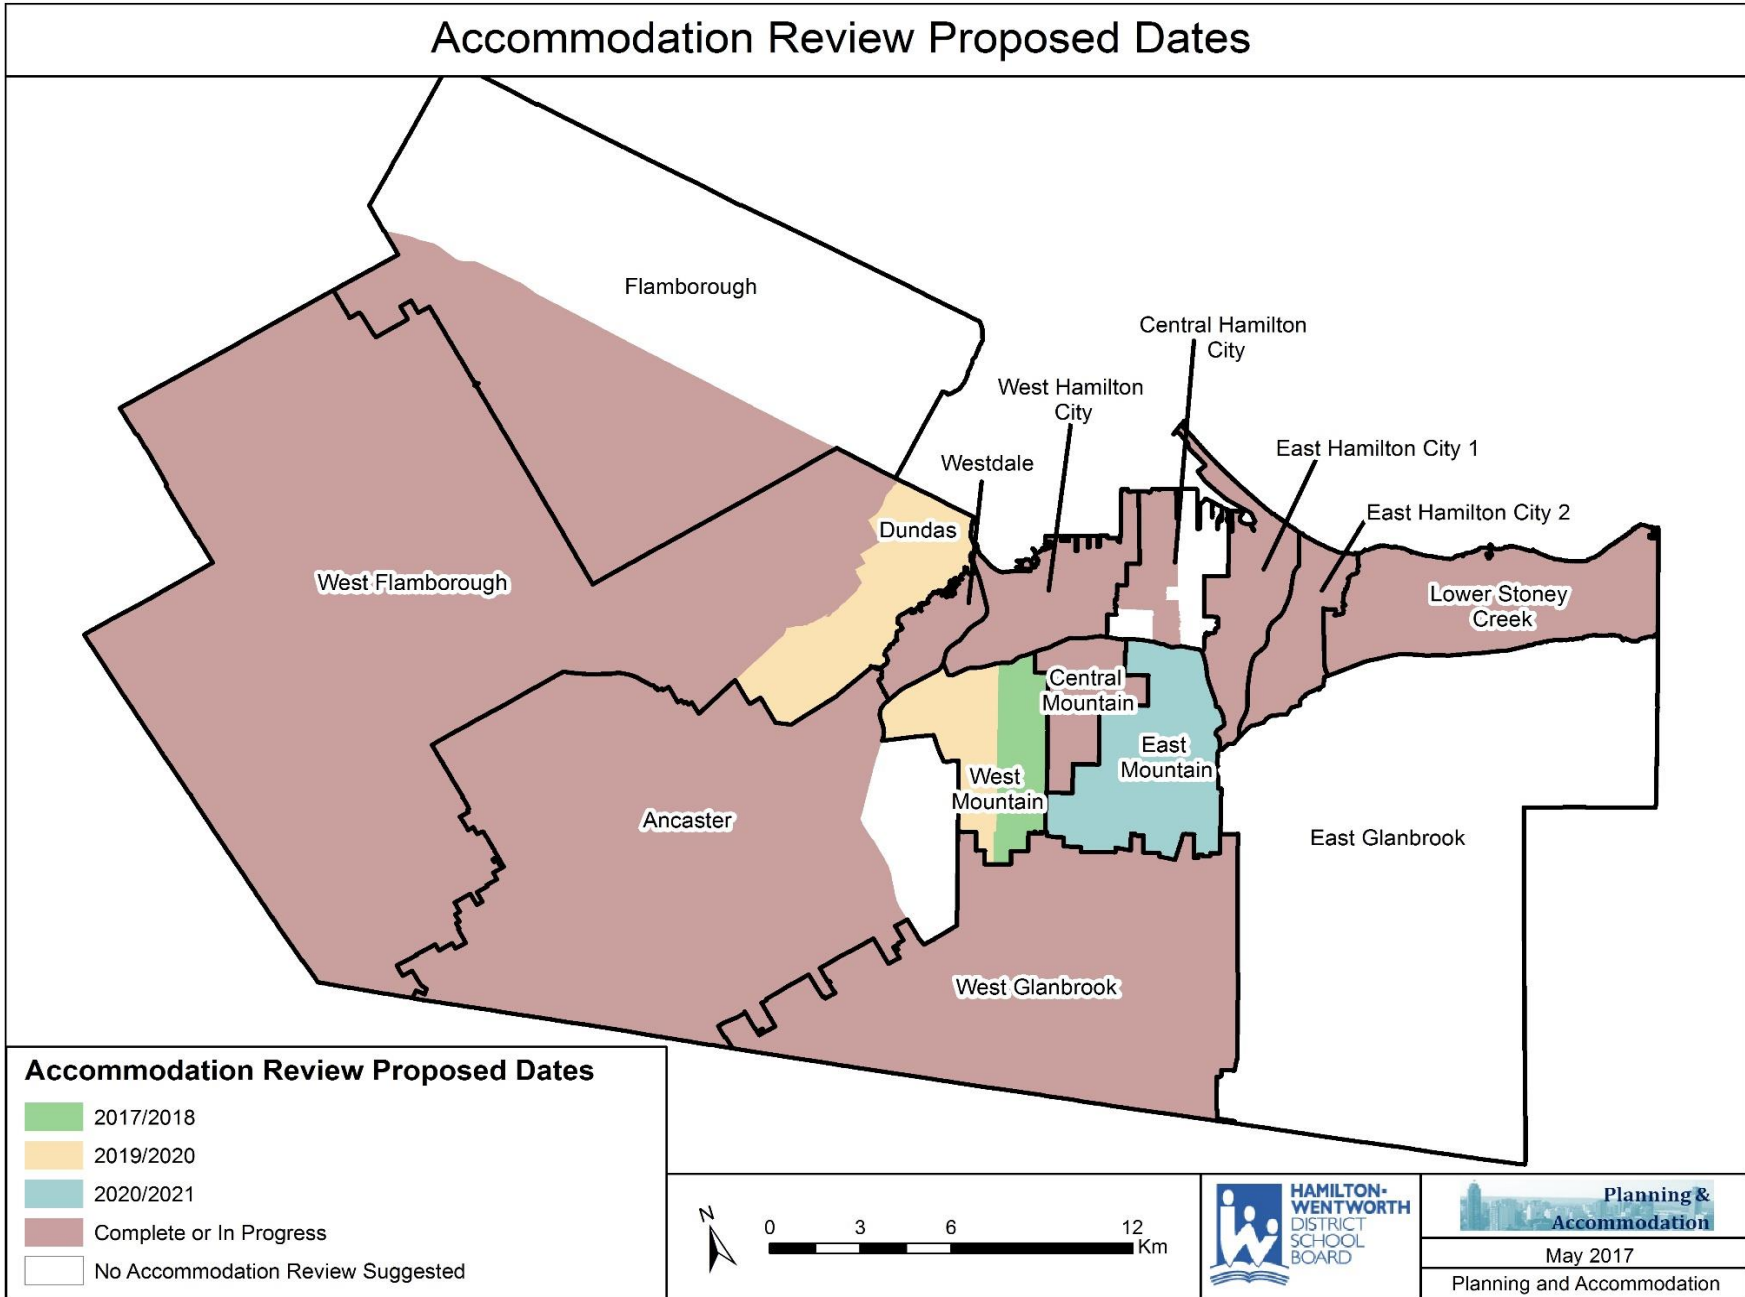 Accommodation Review Proposed Dates
Flamborough
Central Hamilton
City
West Hamilton
City
Westdale
East Hamilton City 1
East Hamilton City 2
Dundas
West Flamborough
Lower Stoney
Creek
Central
Mountain
East
Mountain
West
Mountain
Ancaster
East Glanbrook
West Glanbrook
Accommodation Review Proposed Dates
2017/2018
2019/2020
2020/2021
Complete or In Progress
No Accommodation Review Suggested
N
0 3 6 12
Km
HAMILTON-
WENTWORTH
DISTRICT
SCHOOL
BOARD
Planning &
Accommodation
May 2017
Planning and Accommodation